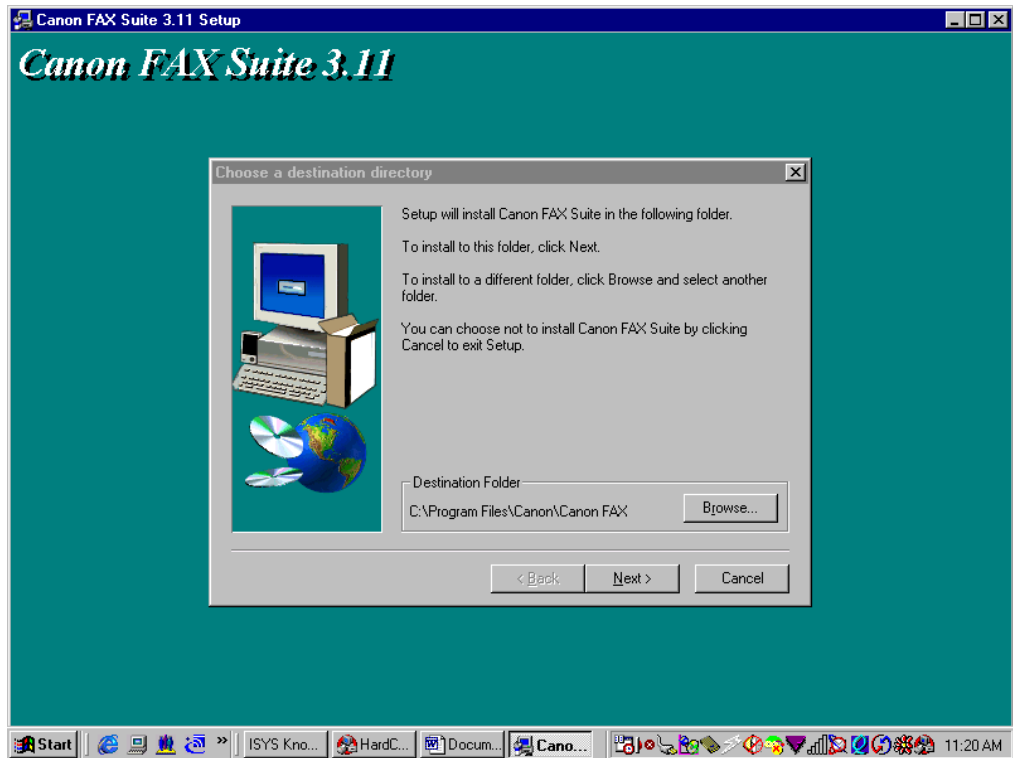 Canon FAX Suite 3.11 Setup
Canon FAX Suite 3.11
Choose a destination directory
Setup will install Canon FAX Suite in the following folder.
To install to this folder, click Next.
To install to a different folder, click Browse and select another
folder.
You can choose not to install Canon FAX Suite by clicking
Cancel to exit Setup.
Destination Folder
C:\Program Files\Canon\Canon FAX
Browse...
< Back
Next >
Cancel
Start
»
ISYS Kno...
HardC...
Docum...
Cano...
11:20 AM